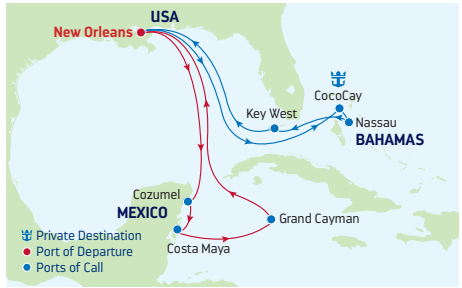 USA
New Orleans
CocoCay
Key West
Nassau
BAHAMAS
Cozumel
MEXICO
Grand Cayman
Costa Maya
Private Destination
Port of Departure
Ports of Call